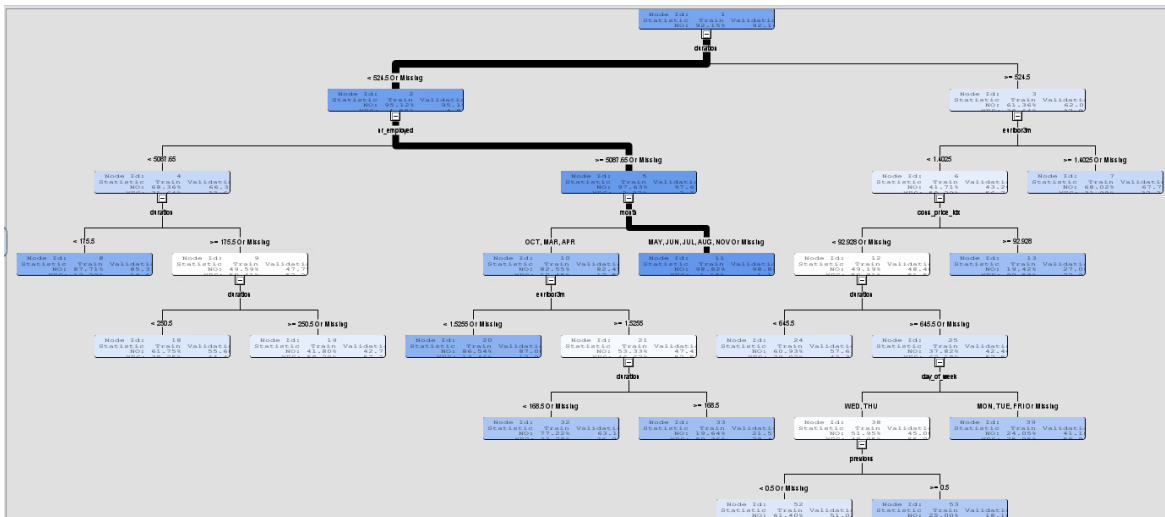 Node Id: 1
Statistic Train Validati
NO: 92.15% 92.1
duration
< 524.5 Or Missing
>= 524.5
Node Id: 2
Statistic Train Validati
NO: 95.12% 95.1
nr_employed
Node Id: 3
Statistic Train Validati
NO: 61.36% 62.0
euribor3m
< 5087.65
>= 5087.65 Or Missing
< 1.4025
>= 1.4025 Or Missing
Node Id: 4
Statistic Train Validati
NO: 68.36% 66.3
duration
Node Id: 5
Statistic Train Validati
NO: 97.63% 97.6
month
Node Id: 6
Statistic Train Validati
NO: 41.71% 43.2
cons_price_idx
Node Id: 7
Statistic Train Validati
NO: 68.02% 67.7
< 175.5
>= 175.5 Or Missing
OCT, MAR, APR
MAY, JUN, JUL, AUG, NOV Or Missing
< 92.928 Or Missing
>= 92.928
Node Id: 8
Statistic Train Validati
NO: 87.71% 85.3
Node Id: 9
Statistic Train Validati
NO: 49.59% 47.7
duration
Node Id: 10
Statistic Train Validati
NO: 82.55% 82.4
euribor3m
Node Id: 11
Statistic Train Validati
NO: 98.82% 98.8
Node Id: 12
Statistic Train Validati
NO: 49.19% 48.4
duration
Node Id: 13
Statistic Train Validati
NO: 19.42% 27.0
< 250.5
>= 250.5 Or Missing
< 1.5255 Or Missing
>= 1.5255
< 645.5
>= 645.5 Or Missing
Node Id: 18
Statistic Train Validati
NO: 61.75% 55.6
Node Id: 19
Statistic Train Validati
NO: 41.80% 42.7
Node Id: 20
Statistic Train Validati
NO: 86.54% 87.0
Node Id: 21
Statistic Train Validati
NO: 53.33% 47.4
duration
Node Id: 24
Statistic Train Validati
NO: 60.93% 57.6
Node Id: 25
Statistic Train Validati
NO: 37.82% 42.4
day_of_week
< 168.5 Or Missing
>= 168.5
WED, THU
MON, TUE, FRI Or Missing
Node Id: 32
Statistic Train Validati
NO: 77.27% 63.1
Node Id: 33
Statistic Train Validati
NO: 19.64% 21.5
Node Id: 38
Statistic Train Validati
NO: 51.95% 45.0
previous
Node Id: 39
Statistic Train Validati
NO: 24.05% 41.1
< 0.5 Or Missing
>= 0.5
Node Id: 52
Statistic Train Validati
NO: 61.40% 51.0
Node Id: 53
Statistic Train Validati
NO: 25.00% 18.1